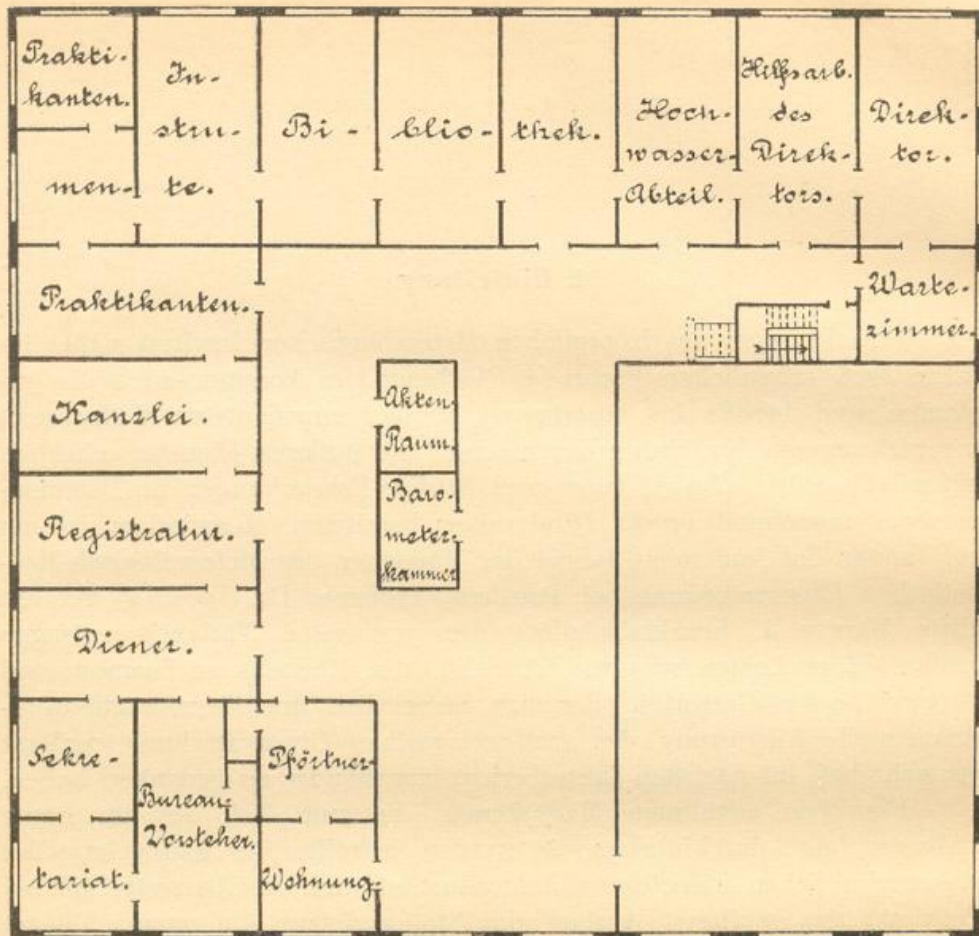 Prakti-
kanten.
In-
stru-
men-
te.
Bi-
blio-
thek.
Hoch-
wasser-
Abteil.
Hilfsarb.
des
Direk-
tors.
Direk-
tor.
Praktikanten.
Warte-
zimmer.
Kanzlei.
Akten.
Raum.
Registratur.
Baro-
meter-
kammer
Diener.
Sekre-
tariat.
Bureau-
Vorsteher.
Pförtner-
Wohnung.